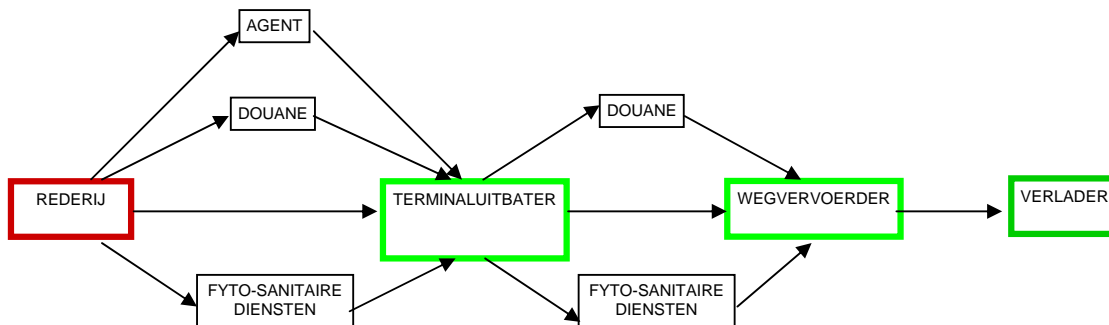 AGENT
DOUANE
DOUANE
REDERIJ
TERMINALUITBATER
WEGVERVOERDER
VERLADER
FYTO-SANITAIRE
DIENSTEN
FYTO-SANITAIRE
DIENSTEN